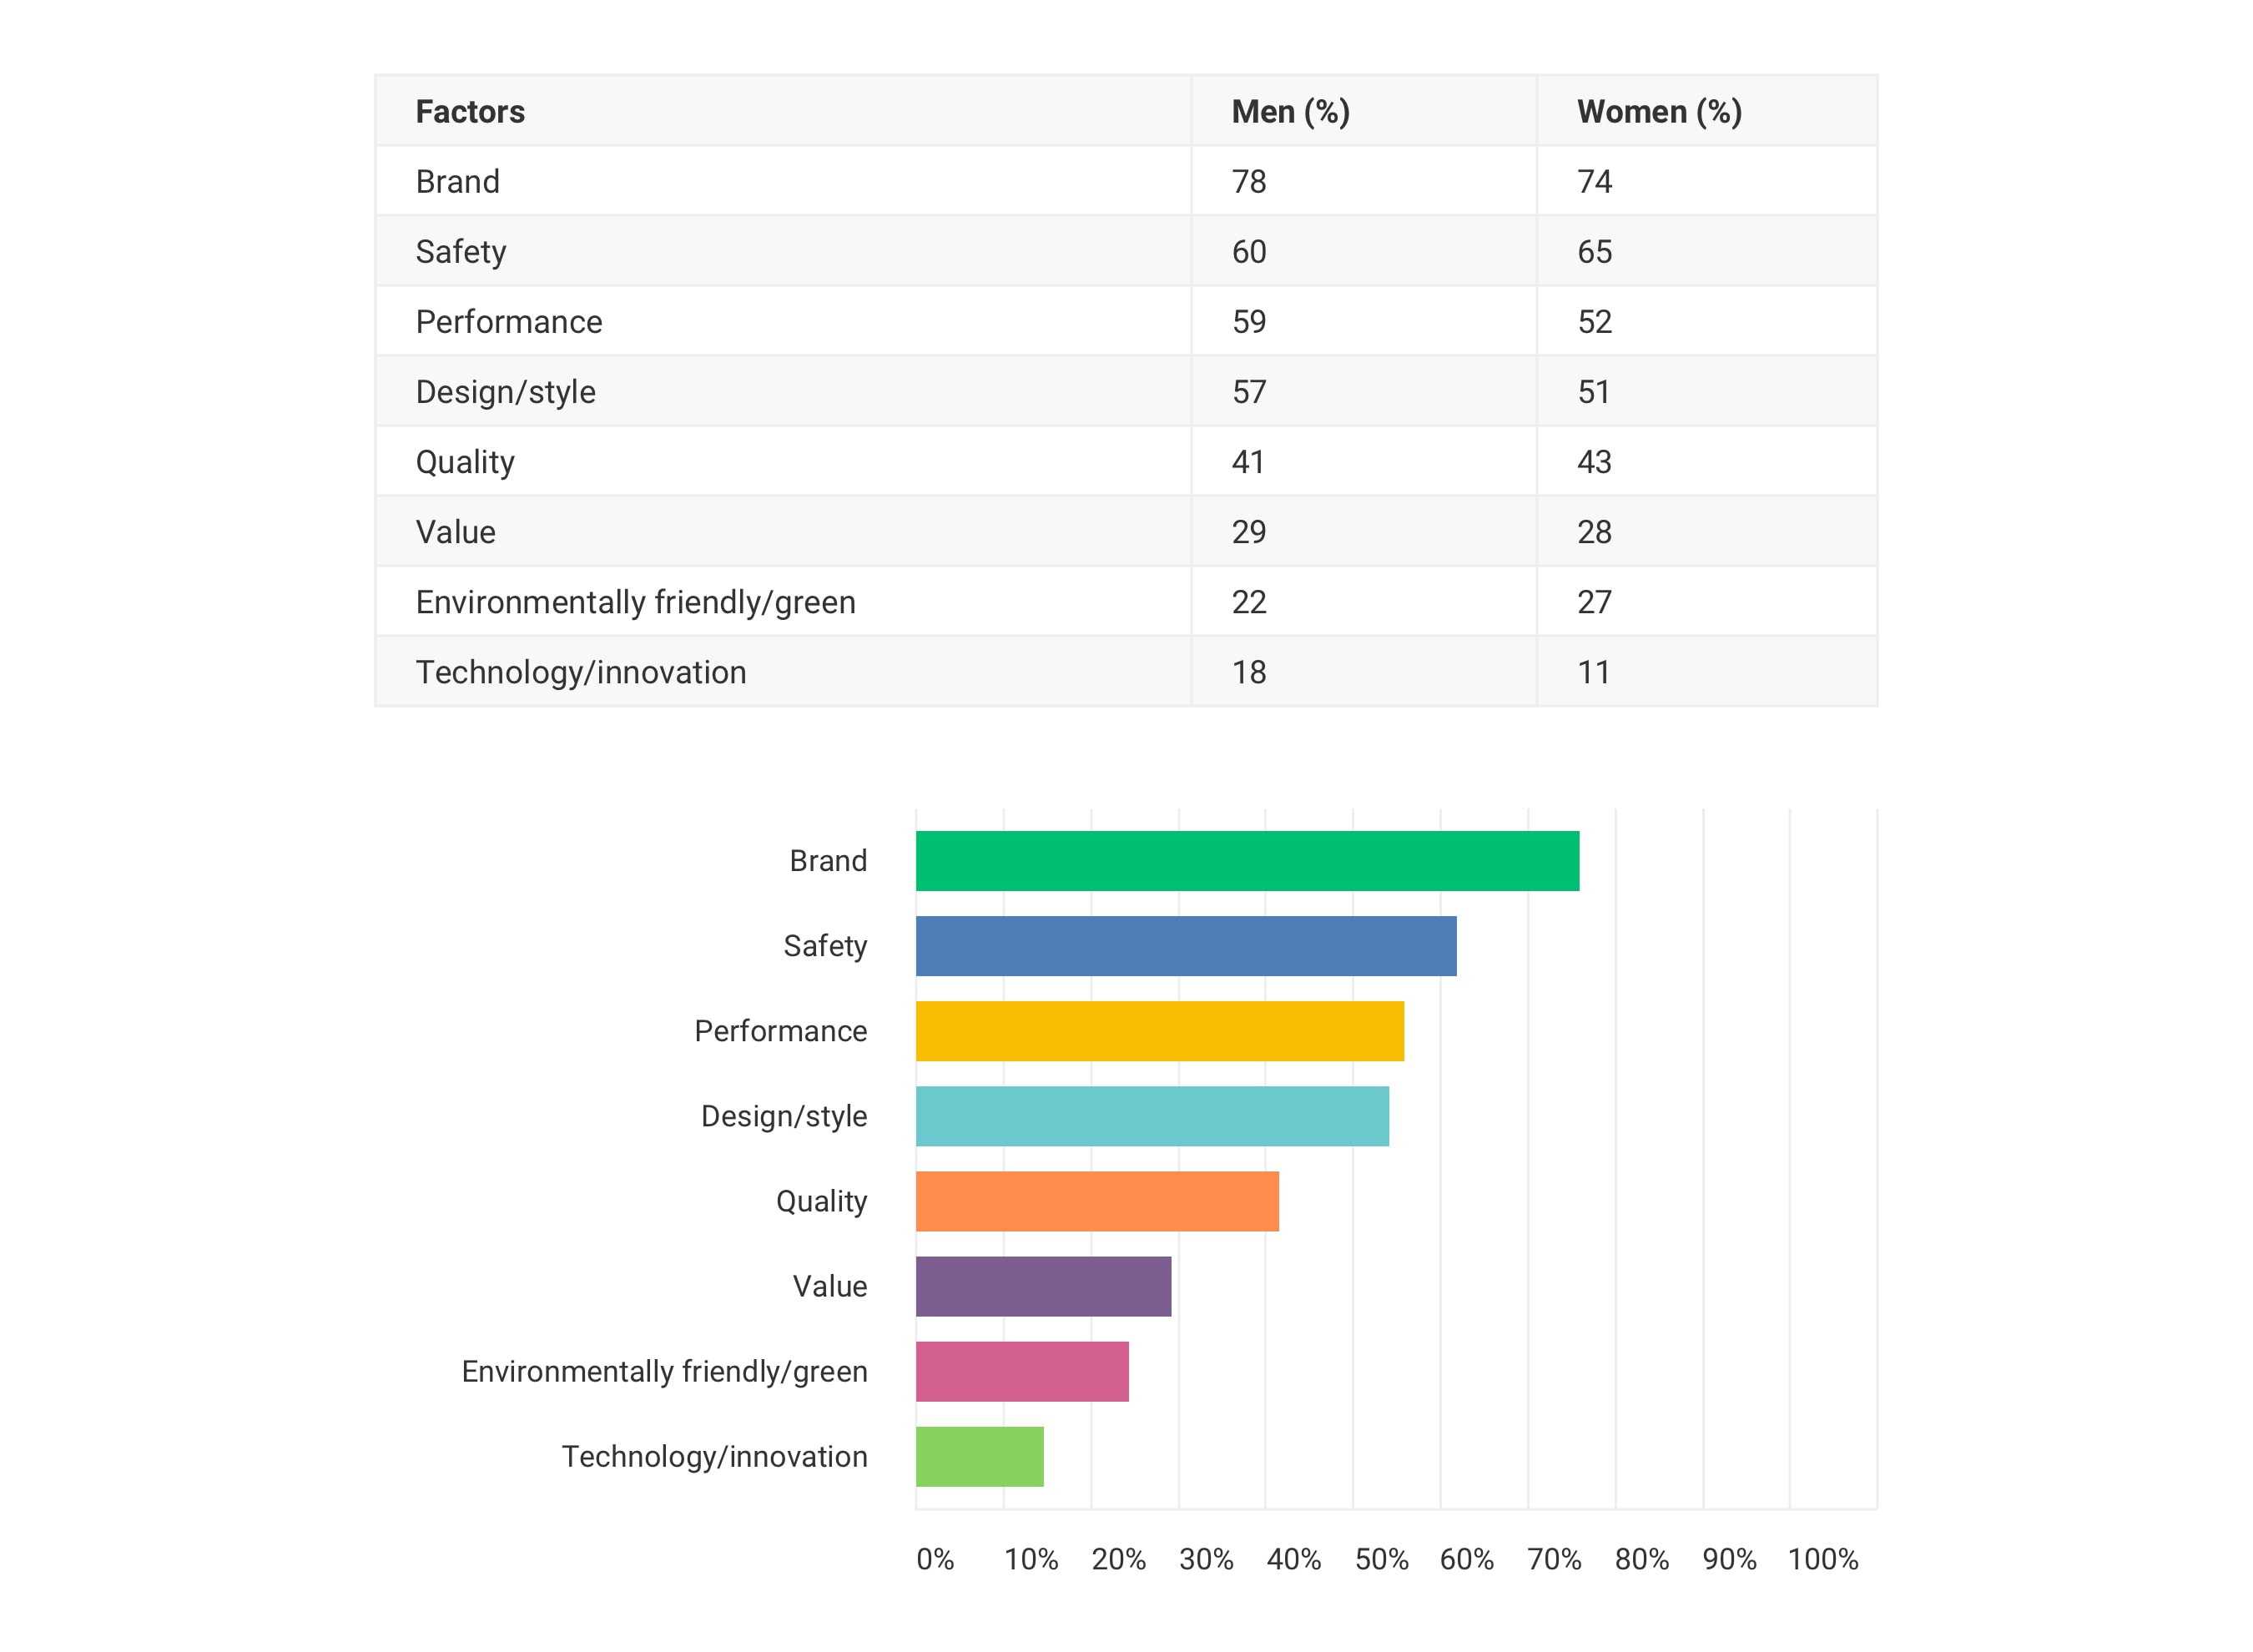 Factors Men (%) Women (%)
Brand 78 74
Safety 60 65
Performance 59 52
Design/style 57 51
Quality 41 43
Value 29 28
Environmentally friendly/green 22 27
Technology/innovation 18 11
Brand
Safety
Performance
Design/style
Quality
Value
Environmentally friendly/green
Technology/innovation
0% 10% 20% 30% 40% 50% 60% 70% 80% 90% 100%